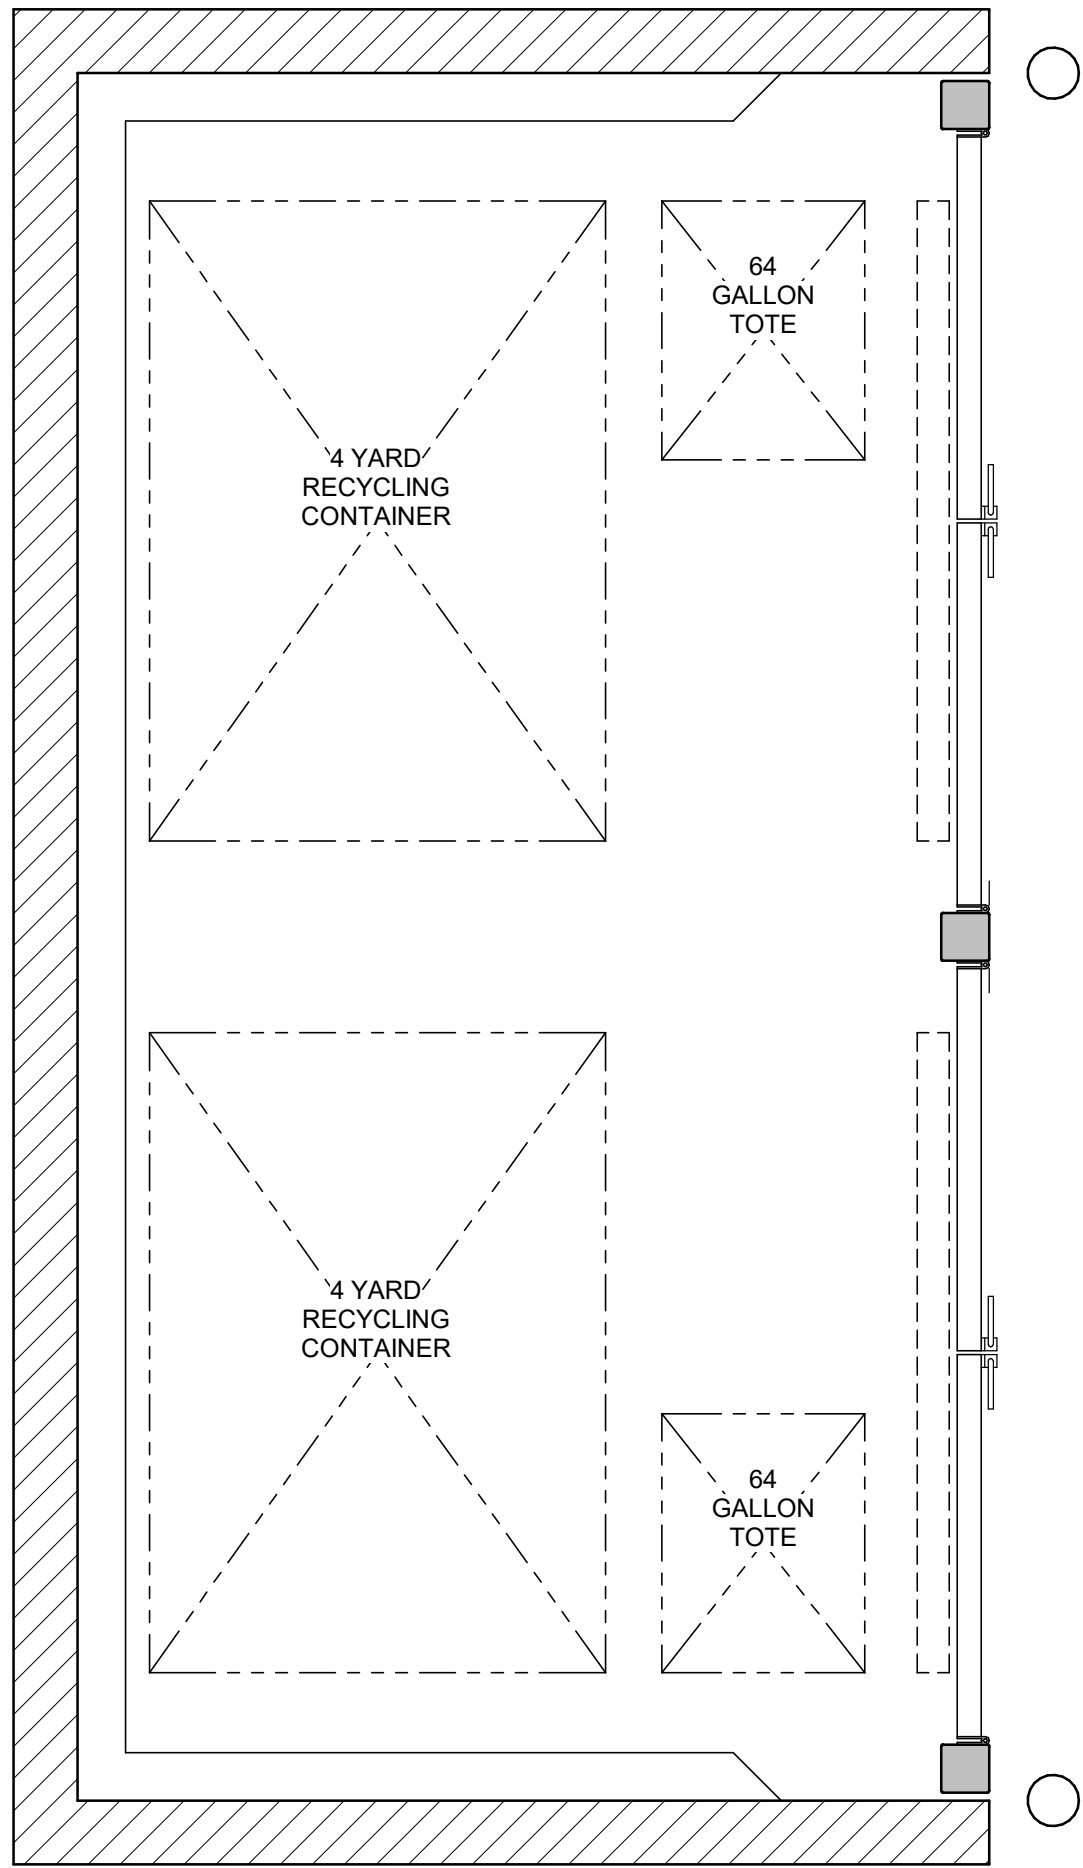 64
GALLON
TOTE
4 YARD
RECYCLING
CONTAINER
4 YARD
RECYCLING
CONTAINER
64
GALLON
TOTE